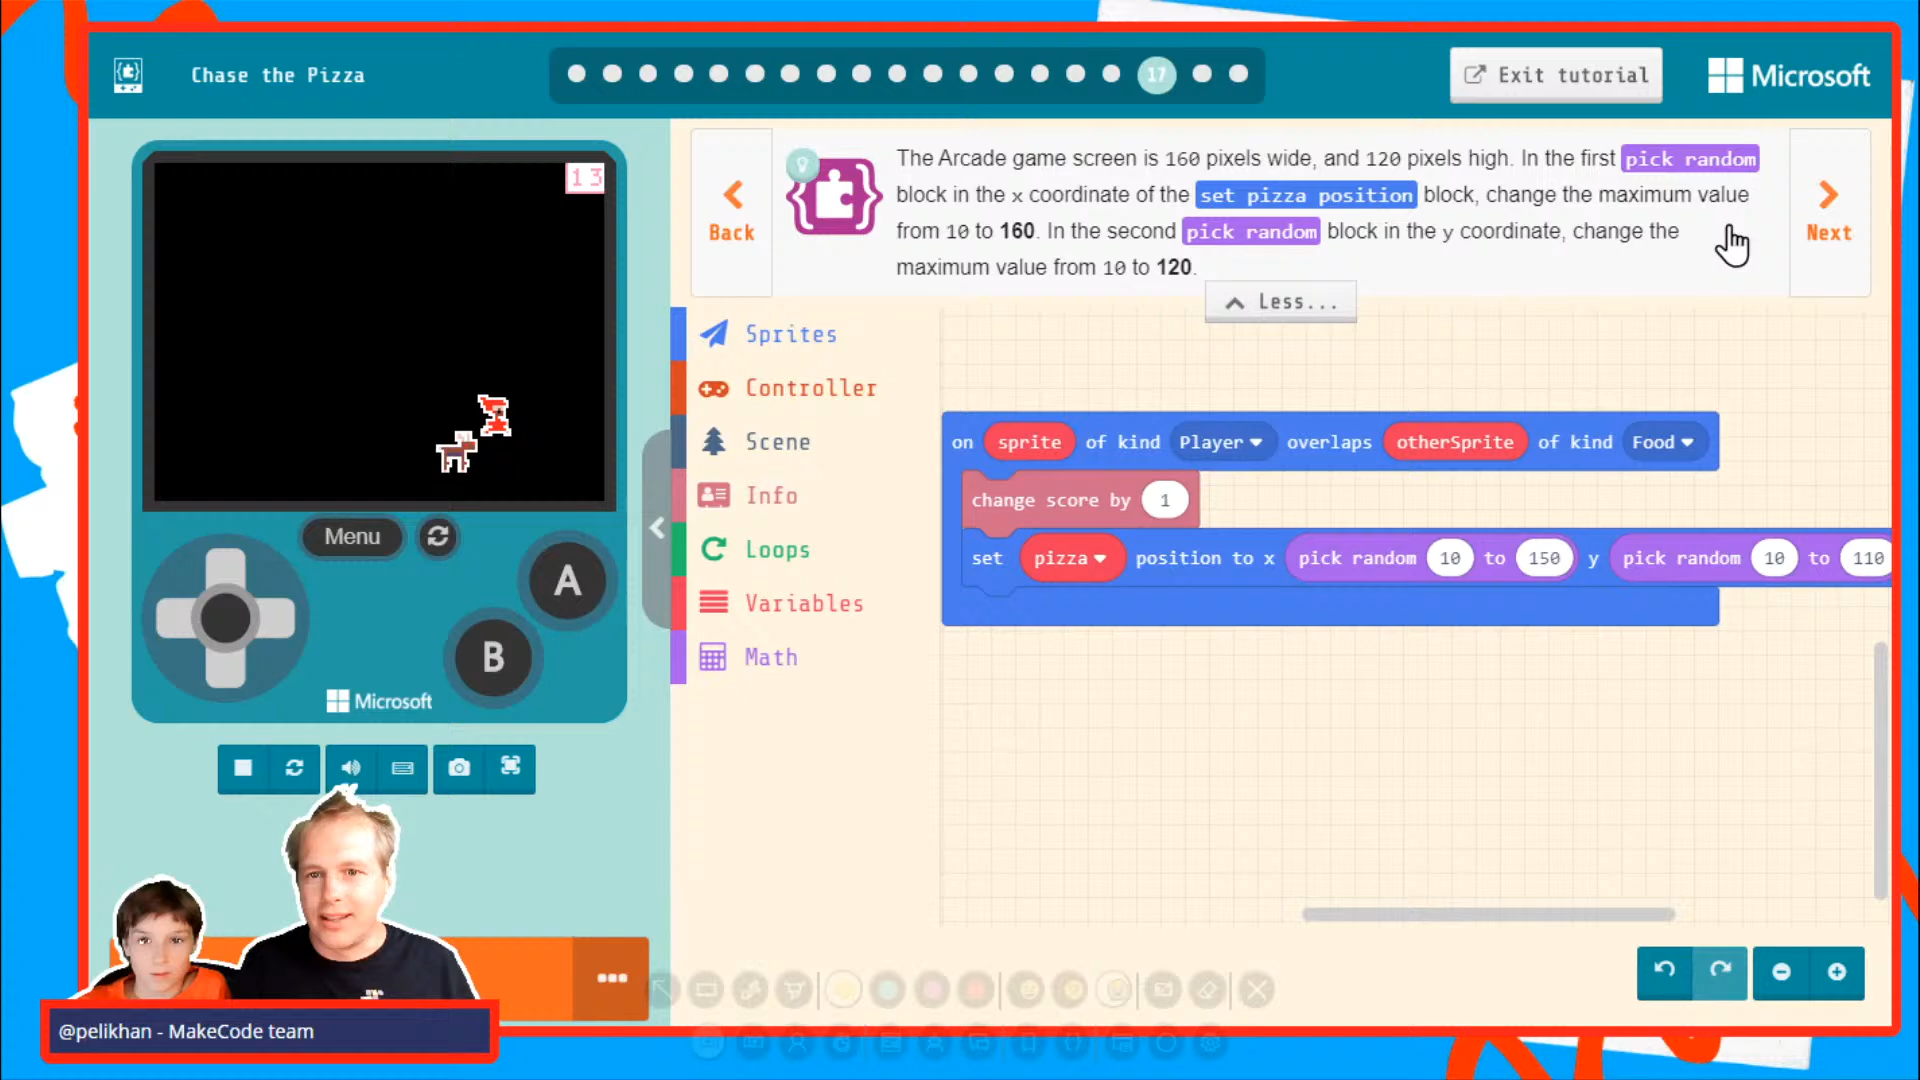 Chase the Pizza
17
Exit tutorial
Microsoft
Back
The Arcade game screen is 160 pixels wide, and 120 pixels high. In the first pick random
block in the x coordinate of the set pizza position block, change the maximum value
from 10 to 160. In the second pick random block in the y coordinate, change the
maximum value from 10 to 120.
Next
Less...
13
Menu
A
B
Microsoft
Sprites
Controller
Scene
Info
Loops
Variables
Math
on sprite of kind Player overlaps otherSprite of kind Food
change score by 1
set pizza position to x pick random 10 to 150 y pick random 10 to 110
@pelikhan - MakeCode team